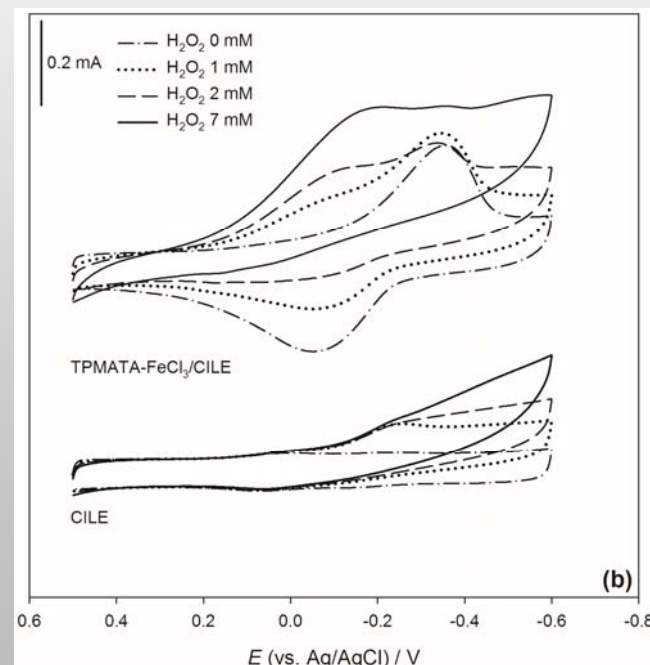 0.2 mA
H₂O₂ 0 mM
H₂O₂ 1 mM
H₂O₂ 2 mM
H₂O₂ 7 mM
TPMATA-FeCl₃/CILE
CILE
(b)
0.6 0.4 0.2 0.0 -0.2 -0.4 -0.6 -0.8
E (vs. Ag/AgCl) / V